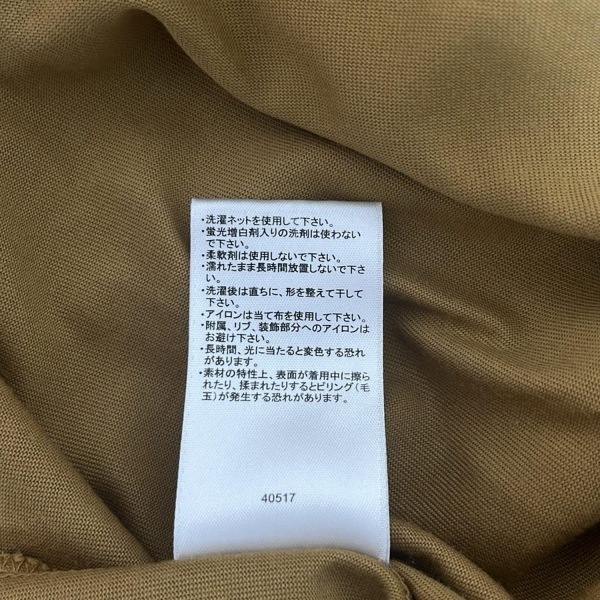 ・洗濯ネットを使用して下さい。
・蛍光増白剤入りの洗剤は使わない
で下さい。
・柔軟剤は使用しないで下さい。
・濡れたまま長時間放置しないで下さ
い。
・洗濯後は直ちに、形を整えて干して
下さい。
・アイロンは当て布を使用して下さい。
・附属、リブ、装飾部分へのアイロンは
お避け下さい。
・長時間、光に当たると変色する恐れ
があります。
・素材の特性上、表面が着用中に擦ら
れたり、揉まれたりするとピリング(毛
玉)が発生する恐れがあります。
40517